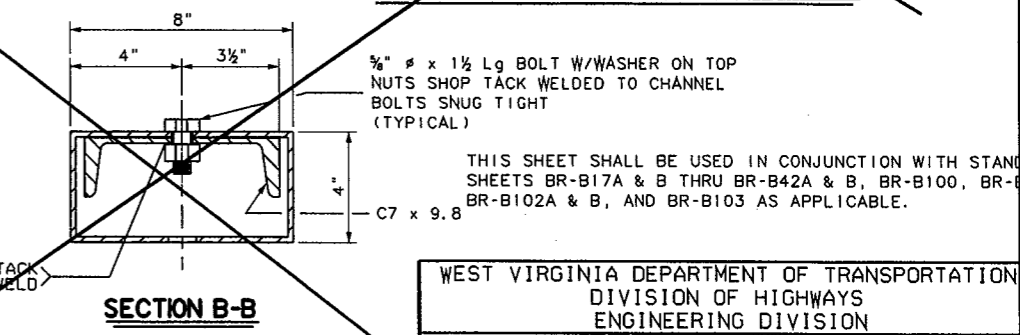 8"
4"
3½"
⅝" ø x 1½ Lg BOLT W/WASHER ON TOP
NUTS SHOP TACK WELDED TO CHANNEL
BOLTS SNUG TIGHT
(TYPICAL)
4"
THIS SHEET SHALL BE USED IN CONJUNCTION WITH STAND
SHEETS BR-B17A & B THRU BR-B42A & B, BR-B100, BR-
BR-B102A & B, AND BR-B103 AS APPLICABLE.
C7 x 9.8
TACK
WELD
SECTION B-B
WEST VIRGINIA DEPARTMENT OF TRANSPORTATION
DIVISION OF HIGHWAYS
ENGINEERING DIVISION